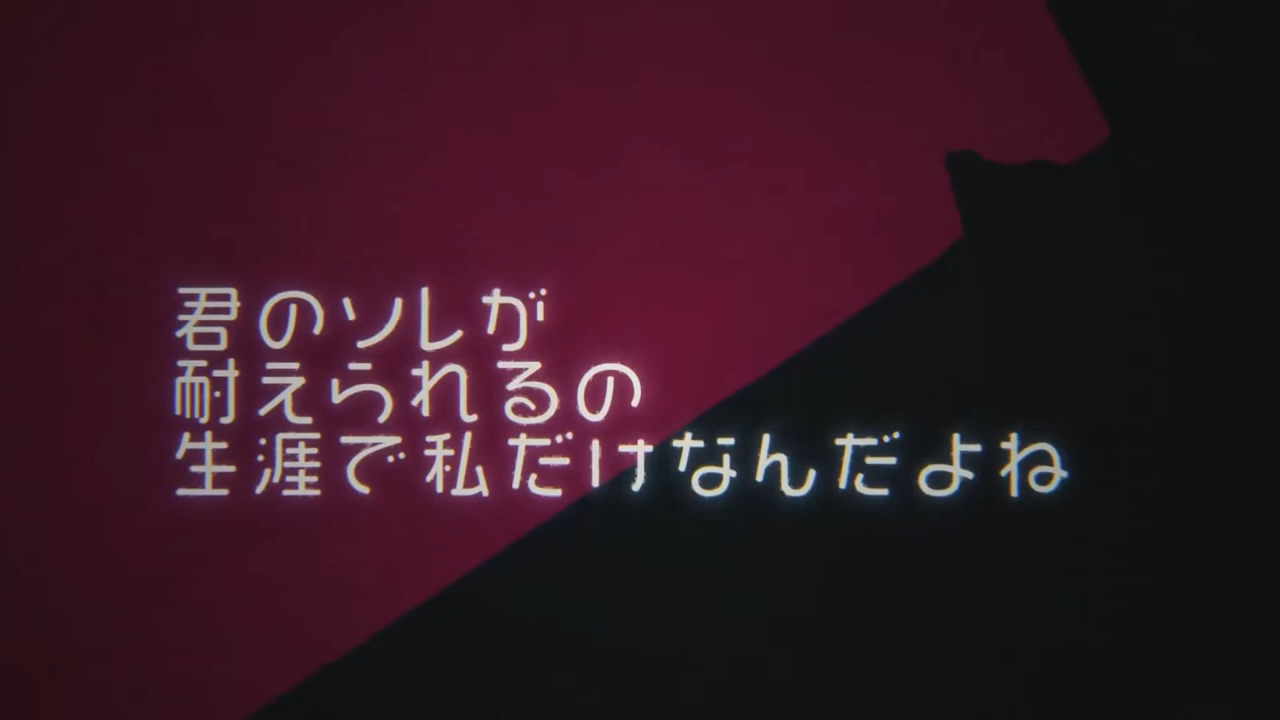 君のソレが
耐えられるの
生涯で私だけなんだよね